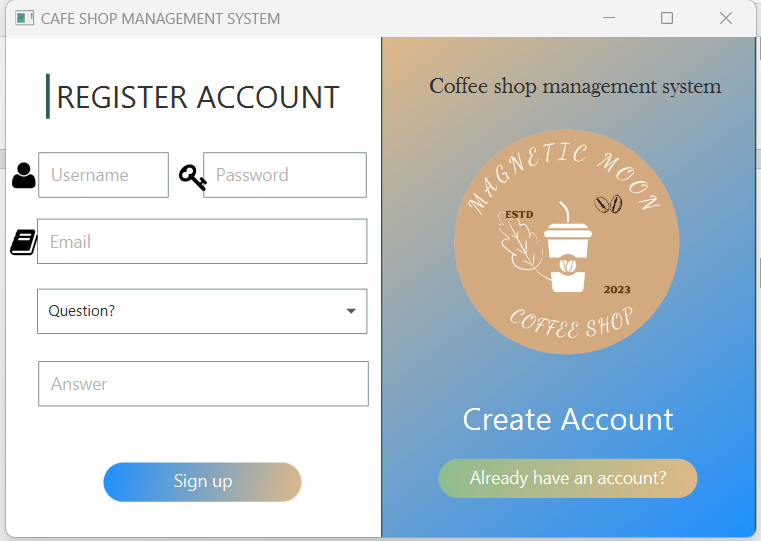 CAFE SHOP MANAGEMENT SYSTEM
REGISTER ACCOUNT
Username
Password
Email
Question?
Answer
Sign up
Coffee shop management system
MAGNETIC MOON
ESTD
2023
COFFEE SHOP
Create Account
Already have an account?